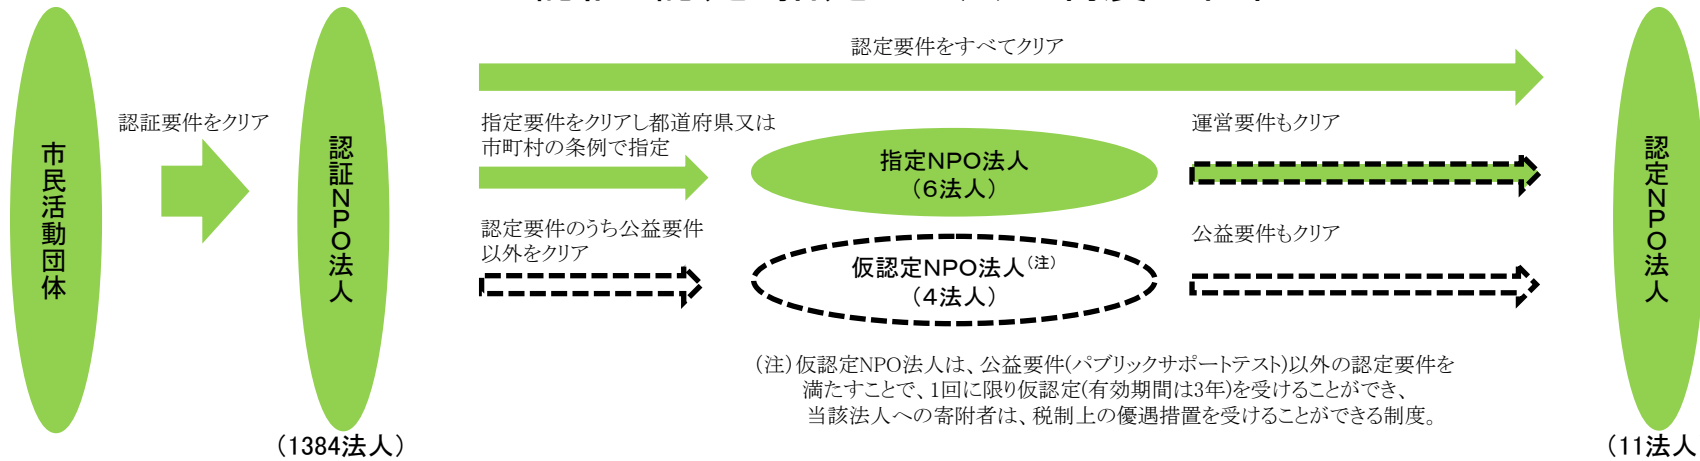 認定要件をすべてクリア
認証要件をクリア
指定要件をクリアし都道府県又は
市町村の条例で指定
運営要件もクリア
市民活動団体
認証NPO法人
指定NPO法人
(6法人)
認定NPO法人
認定要件のうち公益要件
以外をクリア
公益要件もクリア
仮認定NPO法人(注)
(4法人)
(注)仮認定NPO法人は、公益要件(パブリックサポートテスト)以外の認定要件を
満たすことで、1回に限り仮認定(有効期間は3年)を受けることができ、
当該法人への寄附者は、税制上の優遇措置を受けることができる制度。
(1384法人)
(11法人